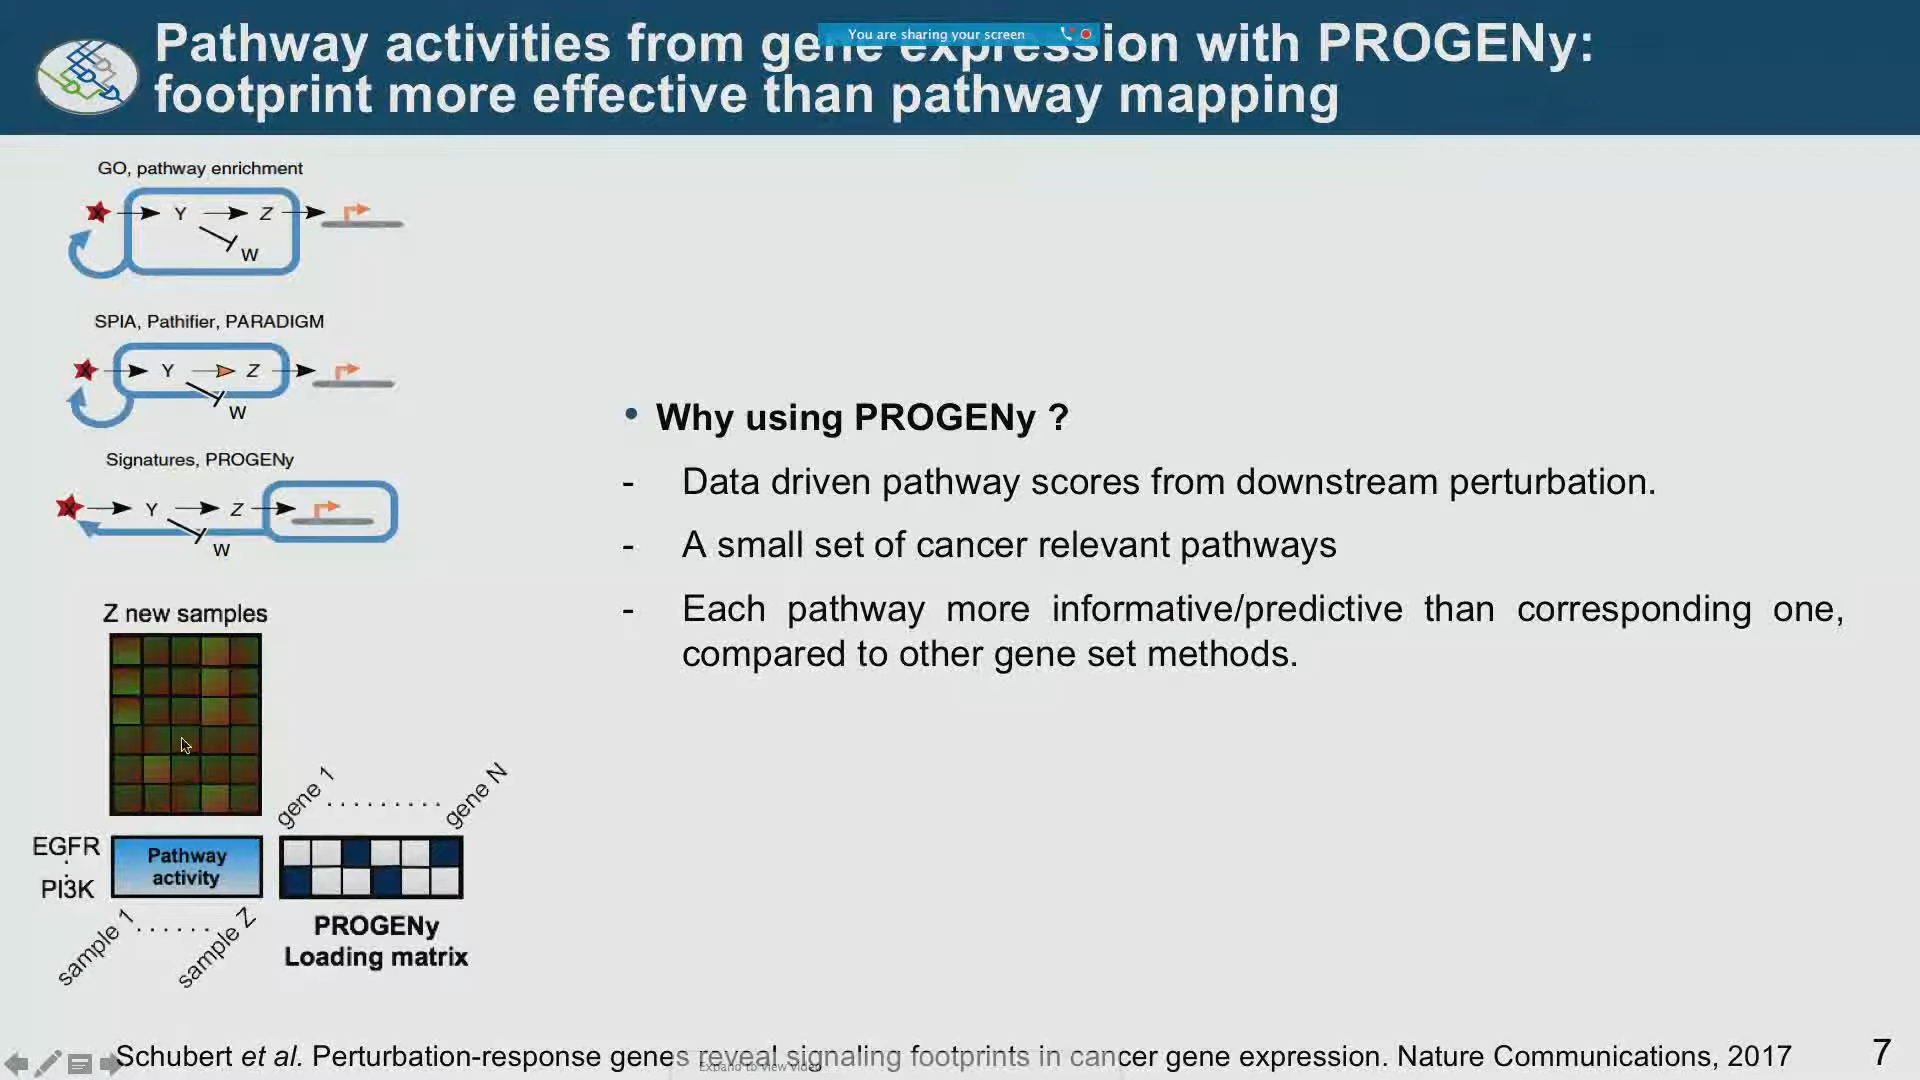 Pathway activities from gene expression with PROGENy:
footprint more effective than pathway mapping
You are sharing your screen
GO, pathway enrichment
X Y Z
W
SPIA, Pathifier, PARADIGM
X Y Z
W
Signatures, PROGENy
X Y Z
W
• Why using PROGENy ?
- Data driven pathway scores from downstream perturbation.
- A small set of cancer relevant pathways
- Each pathway more informative/predictive than corresponding one,
compared to other gene set methods.
Z new samples
gene 1 ......... gene N
EGFR
:
PI3K
Pathway
activity
sample 1 ...... sample Z
PROGENy
Loading matrix
Schubert et al. Perturbation-response genes reveal signaling footprints in cancer gene expression. Nature Communications, 2017
Expand to view video
7